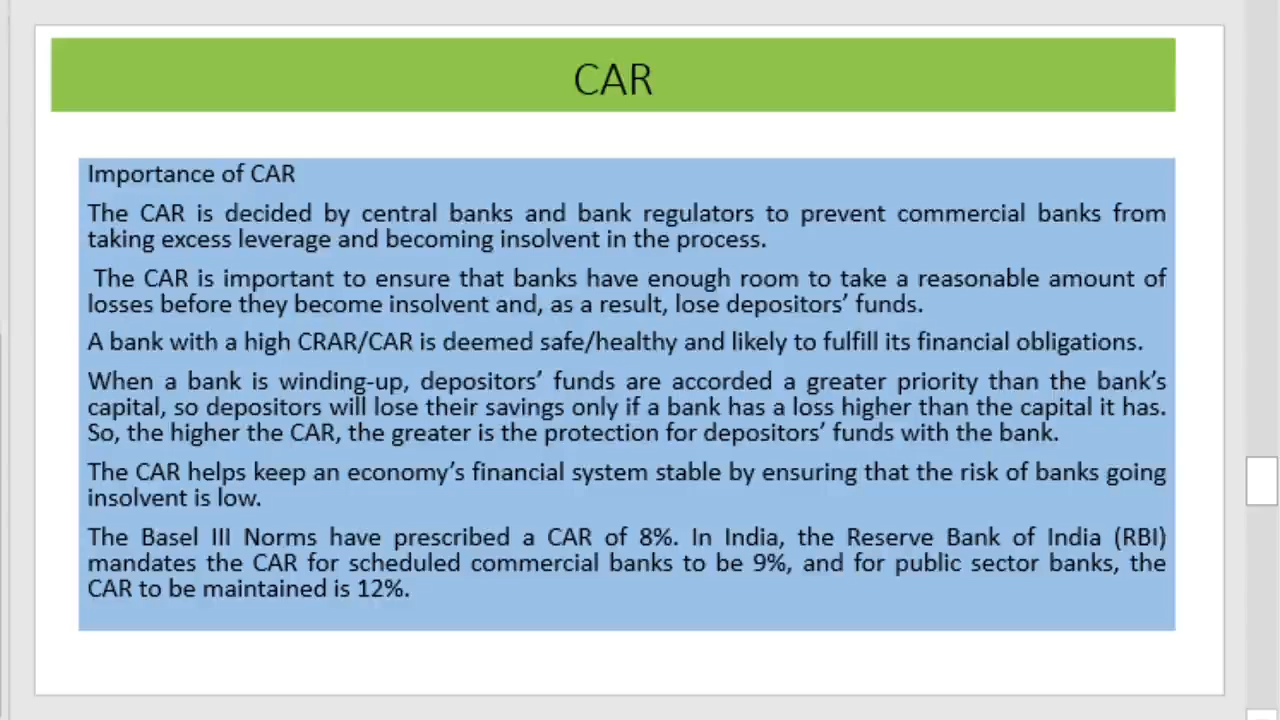 CAR
Importance of CAR
The CAR is decided by central banks and bank regulators to prevent commercial banks from
taking excess leverage and becoming insolvent in the process.
The CAR is important to ensure that banks have enough room to take a reasonable amount of
losses before they become insolvent and, as a result, lose depositors’ funds.
A bank with a high CRAR/CAR is deemed safe/healthy and likely to fulfill its financial obligations.
When a bank is winding-up, depositors’ funds are accorded a greater priority than the bank’s
capital, so depositors will lose their savings only if a bank has a loss higher than the capital it has.
So, the higher the CAR, the greater is the protection for depositors’ funds with the bank.
The CAR helps keep an economy’s financial system stable by ensuring that the risk of banks going
insolvent is low.
The Basel III Norms have prescribed a CAR of 8%. In India, the Reserve Bank of India (RBI)
mandates the CAR for scheduled commercial banks to be 9%, and for public sector banks, the
CAR to be maintained is 12%.